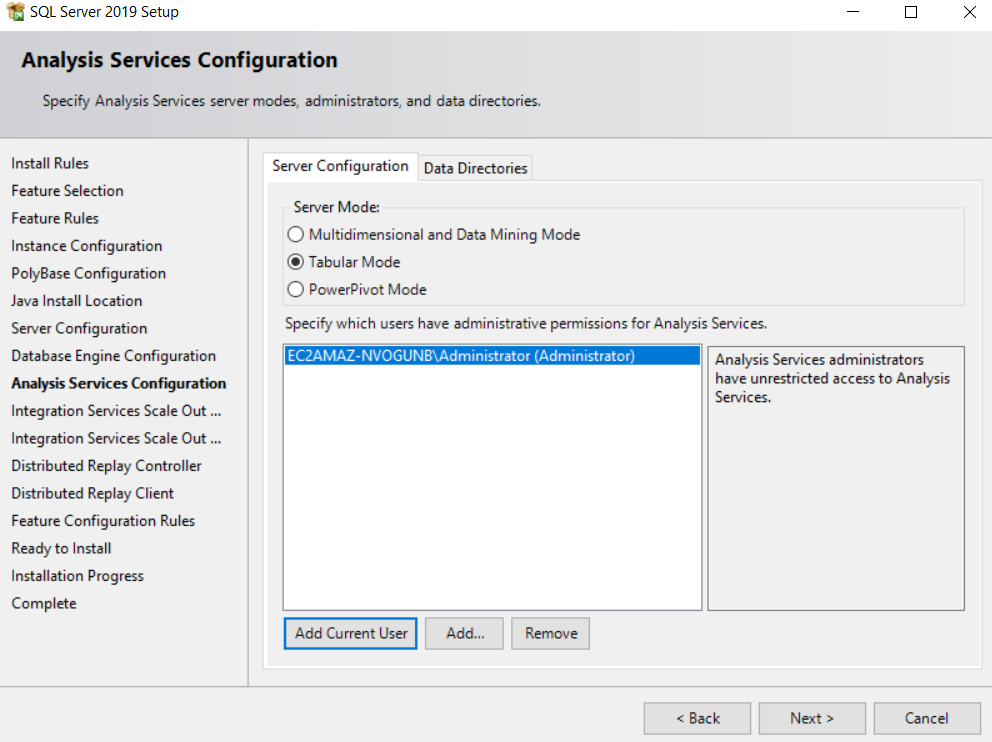 SQL Server 2019 Setup
Analysis Services Configuration
Specify Analysis Services server modes, administrators, and data directories.
Install Rules
Feature Selection
Feature Rules
Instance Configuration
PolyBase Configuration
Java Install Location
Server Configuration
Database Engine Configuration
Analysis Services Configuration
Integration Services Scale Out ...
Integration Services Scale Out ...
Distributed Replay Controller
Distributed Replay Client
Feature Configuration Rules
Ready to Install
Installation Progress
Complete
Server Configuration
Data Directories
Server Mode:
Multidimensional and Data Mining Mode
Tabular Mode
PowerPivot Mode
Specify which users have administrative permissions for Analysis Services.
EC2AMAZ-NVOGUNB\Administrator (Administrator)
Analysis Services administrators
have unrestricted access to Analysis
Services.
Add Current User
Add...
Remove
< Back
Next >
Cancel